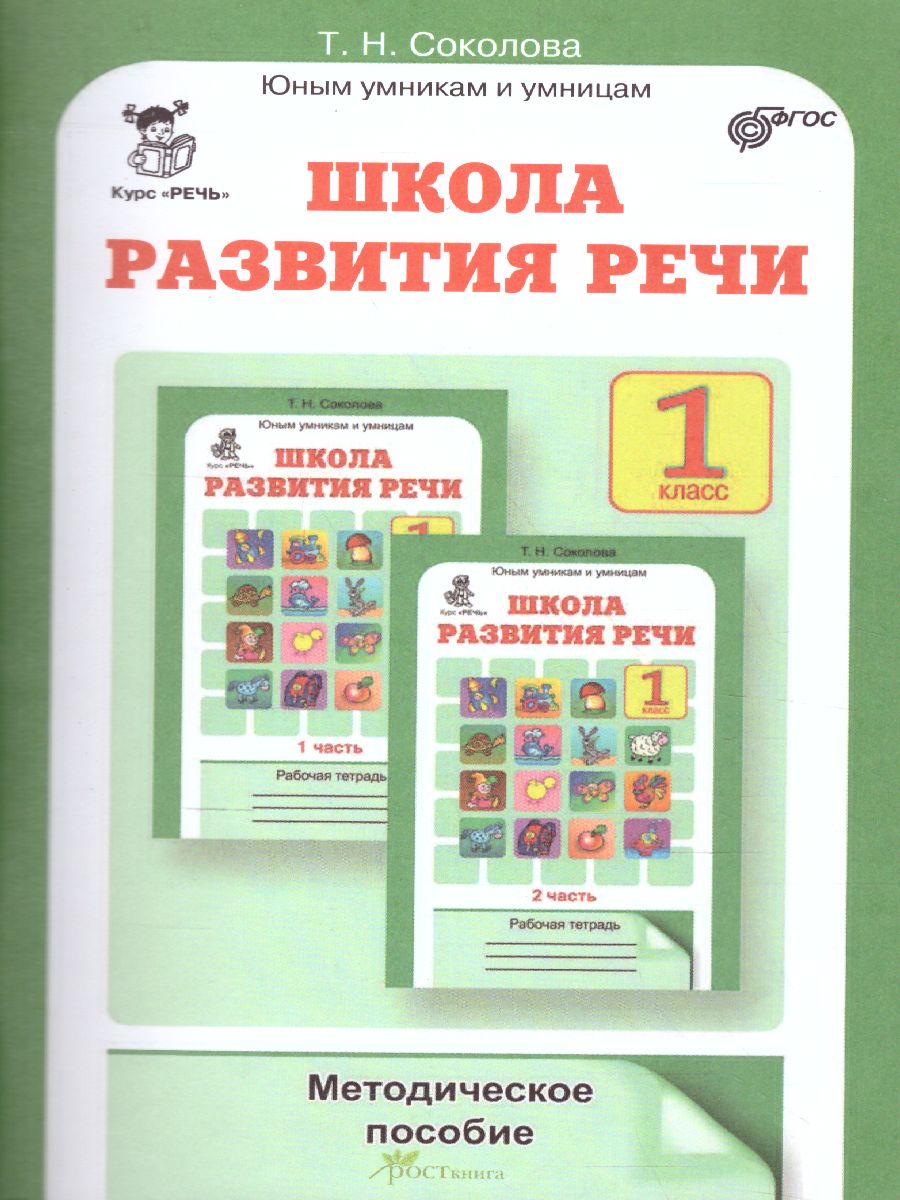 Т. Н. Соколова
Юным умникам и умницам
ФГОС
Курс «РЕЧЬ»
ШКОЛА
РАЗВИТИЯ РЕЧИ
1
класс
Т. Н. Соколова
Юным умникам и умницам
Курс «РЕЧЬ»
ШКОЛА
РАЗВИТИЯ РЕЧИ
1
1 часть
Рабочая тетрадь
Т. Н. Соколова
Юным умникам и умницам
Курс «РЕЧЬ»
ШКОЛА
РАЗВИТИЯ РЕЧИ
1
класс
2 часть
Рабочая тетрадь
Методическое
пособие
РОСТкнига